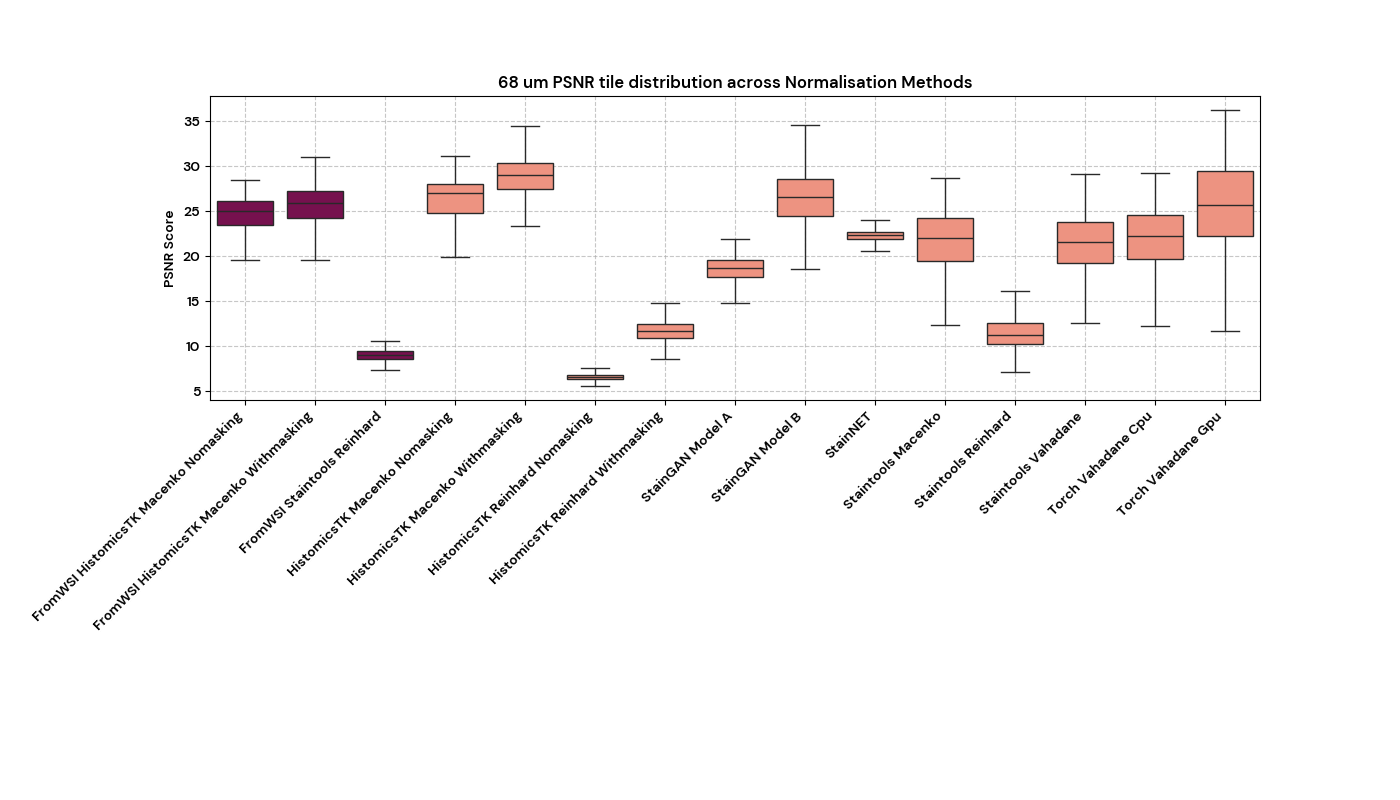 68 um PSNR tile distribution across Normalisation Methods
PSNR Score
35
30
25
20
15
10
5
FromWSI HistomicsTK Macenko Nomasking
FromWSI HistomicsTK Macenko Withmasking
FromWSI Staintools Reinhard
HistomicsTK Macenko Nomasking
HistomicsTK Macenko Withmasking
HistomicsTK Reinhard Nomasking
HistomicsTK Reinhard Withmasking
StainGAN Model A
StainGAN Model B
StainNET
Staintools Macenko
Staintools Reinhard
Staintools Vahadane
Torch Vahadane Cpu
Torch Vahadane Gpu